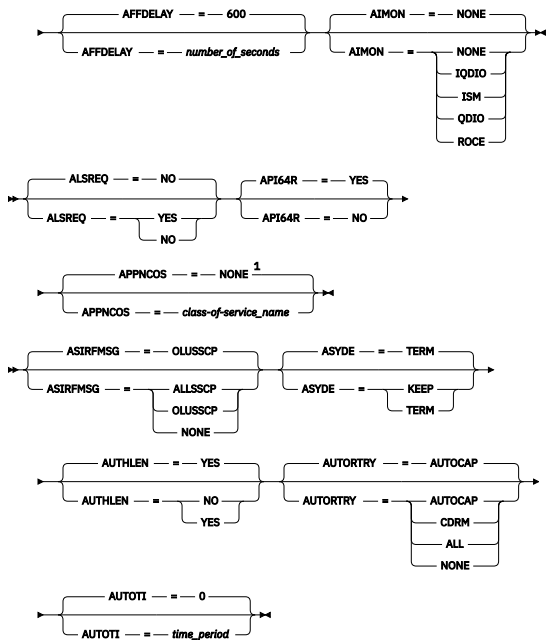 AFFDELAY = 600 AIMON = NONE
AFFDELAY = number_of_seconds AIMON = NONE
IQDIO
ISM
QDIO
ROCE
ALSREQ = NO API64R = YES
ALSREQ = YES API64R = NO
NO
APPNCOS = NONE 1
APPNCOS = class-of-service_name
ASIRFMSG = OLUSSCP ASYDE = TERM
ASIRFMSG = ALLSSCP ASYDE = KEEP
OLUSSCP TERM
NONE
AUTHLEN = YES AUTORTRY = AUTOCAP
AUTHLEN = NO AUTORTRY = AUTOCAP
YES CDRM
ALL
NONE
AUTOTI = 0
AUTOTI = time_period